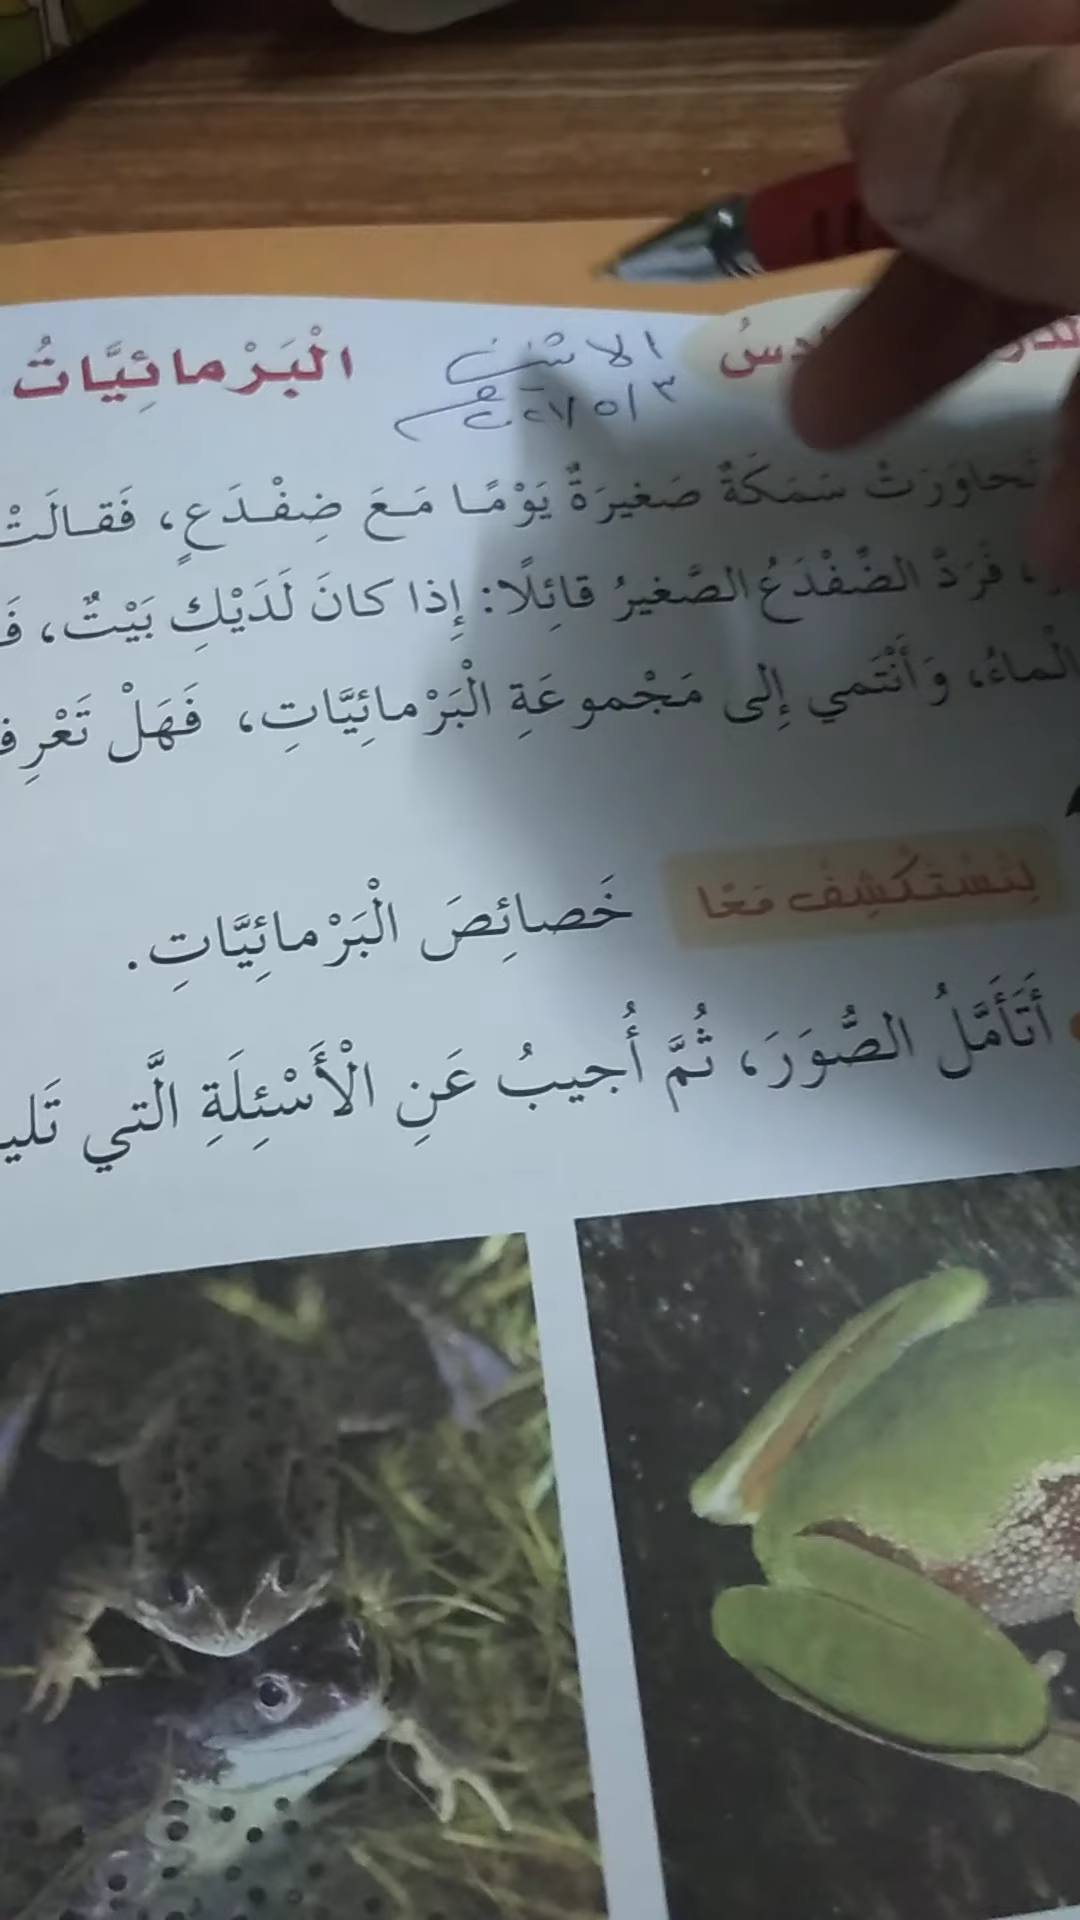 الْبَرْمائِيَّاتُ
الاثنين
تَحاوَرَتْ سَمَكَةٌ صَغيرَةٌ يَوْمًا مَعَ ضِفْدَعٍ، فَقالَتْ
، فَرَدَّ الضِّفْدَعُ الصَّغيرُ قائِلًا: إِذا كانَ لَدَيْكِ بَيْتٌ،
الْماءُ، وَأَنْتَمي إِلى مَجْموعَةِ الْبَرْمائِيَّاتِ، فَهَلْ
لِنَسْتَكْشِفْ مَعًا خَصائِصَ الْبَرْمائِيَّاتِ.
أَتَأَمَّلُ الصُّوَرَ، ثُمَّ أُجيبُ عَنِ الْأَسْئِلَةِ الَّتي